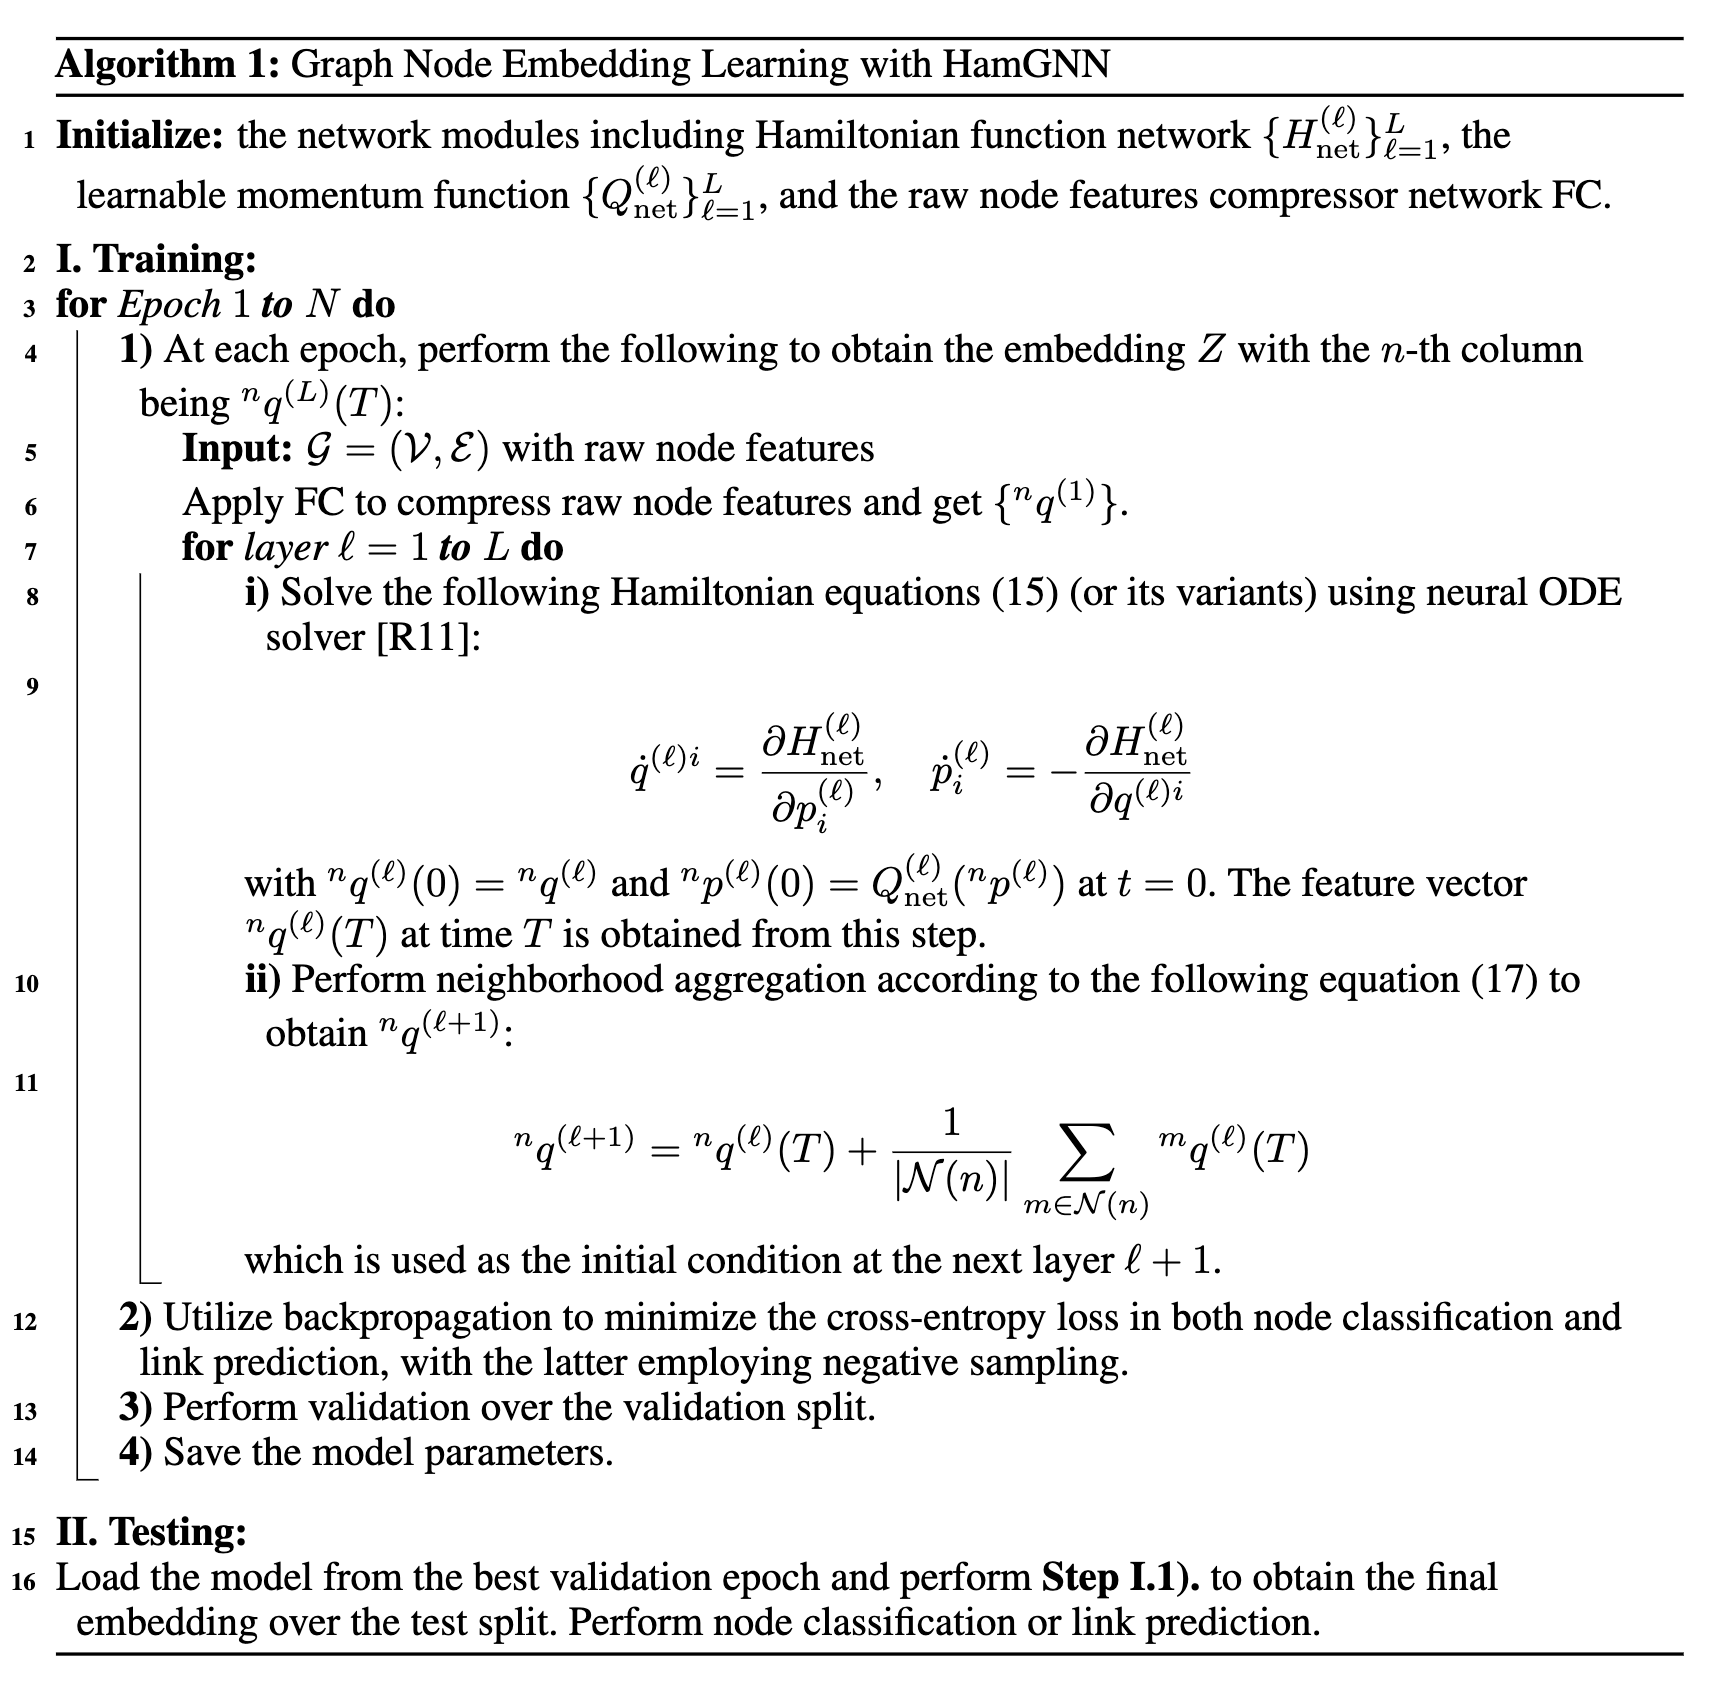 Algorithm 1: Graph Node Embedding Learning with HamGNN
1 Initialize: the network modules including Hamiltonian function network $\{H_{\text{net}}^{(\ell)}\}_{\ell=1}^{L}$, the
learnable momentum function $\{Q_{\text{net}}^{(\ell)}\}_{\ell=1}^{L}$, and the raw node features compressor network FC.
2 I. Training:
3 for Epoch 1 to $N$ do
4 1) At each epoch, perform the following to obtain the embedding $Z$ with the $n$-th column
being ${}^{n}q^{(L)}(T)$:
5 Input: $\mathcal{G} = (\mathcal{V}, \mathcal{E})$ with raw node features
6 Apply FC to compress raw node features and get $\{{}^{n}q^{(1)}\}$.
7 for layer $\ell = 1$ to $L$ do
8 i) Solve the following Hamiltonian equations (15) (or its variants) using neural ODE
solver [R11]:
9
$\dot{q}^{(\ell)i} = \frac{\partial H_{\text{net}}^{(\ell)}}{\partial p_i^{(\ell)}}, \quad \dot{p}_i^{(\ell)} = -\frac{\partial H_{\text{net}}^{(\ell)}}{\partial q^{(\ell)i}}$
with ${}^{n}q^{(\ell)}(0) = {}^{n}q^{(\ell)}$ and ${}^{n}p^{(\ell)}(0) = Q_{\text{net}}^{(\ell)}({}^{n}p^{(\ell)})$ at $t = 0$. The feature vector
${}^{n}q^{(\ell)}(T)$ at time $T$ is obtained from this step.
10 ii) Perform neighborhood aggregation according to the following equation (17) to
obtain ${}^{n}q^{(\ell+1)}$:
11
${}^{n}q^{(\ell+1)} = {}^{n}q^{(\ell)}(T) + \frac{1}{|\mathcal{N}(n)|} \sum_{m \in \mathcal{N}(n)} {}^{m}q^{(\ell)}(T)$
which is used as the initial condition at the next layer $\ell + 1$.
12 2) Utilize backpropagation to minimize the cross-entropy loss in both node classification and
link prediction, with the latter employing negative sampling.
13 3) Perform validation over the validation split.
14 4) Save the model parameters.
15 II. Testing:
16 Load the model from the best validation epoch and perform Step I.1). to obtain the final
embedding over the test split. Perform node classification or link prediction.